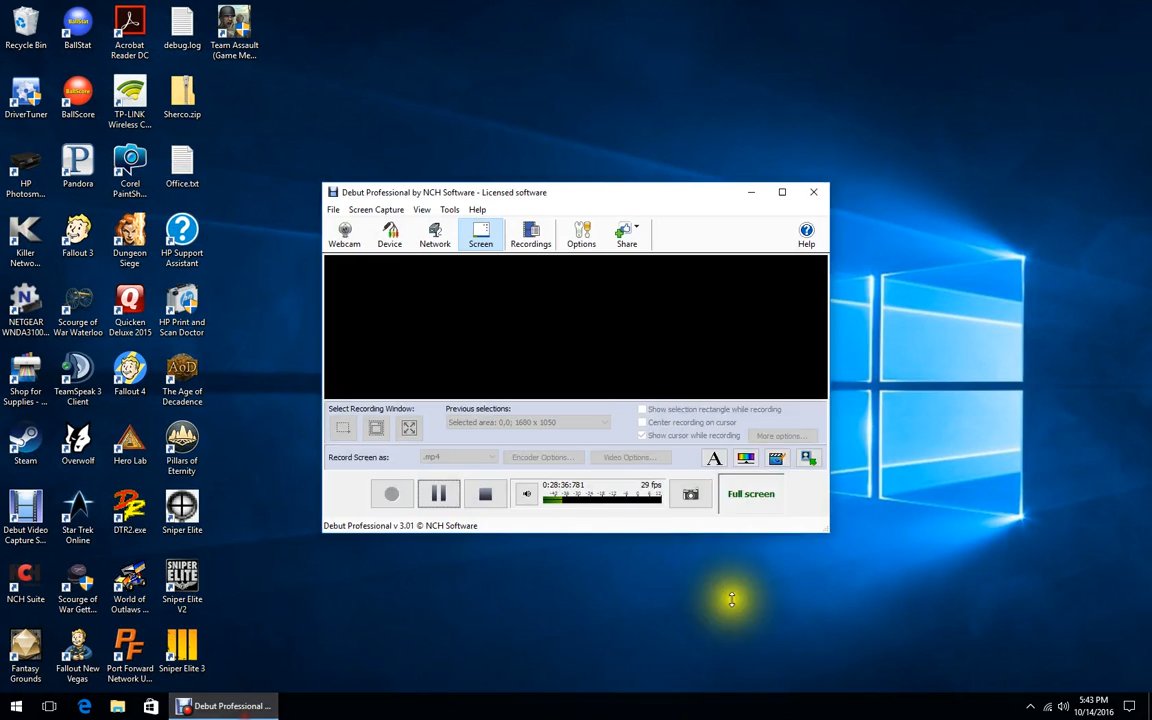 Recycle Bin
BallStat
Acrobat
Reader DC
debug.log
Team Assault
(Game Me...
DriverTuner
BallScore
TP-LINK
Wireless C...
Sherco.zip
HP
Photosm...
Pandora
Corel
PaintSh...
Office.txt
Killer
Netwo...
Fallout 3
Dungeon
Siege
HP Support
Assistant
NETGEAR
WNDA3100...
Scourge of
War Waterloo
Quicken
Deluxe 2015
HP Print and
Scan Doctor
Shop for
Supplies - ...
TeamSpeak 3
Client
Fallout 4
AoD
The Age of
Decadence
Steam
Overwolf
Hero Lab
Pillars of
Eternity
Debut Video
Capture S...
Star Trek
Online
DTR2.exe
Sniper Elite
NCH Suite
Scourge of
War Gett...
World of
Outlaws ...
SNIPER
ELITE
Sniper Elite
V2
Fantasy
Grounds
Fallout New
Vegas
PF
Port Forward
Network U...
Sniper Elite 3
Debut Professional by NCH Software - Licensed software
File Screen Capture View Tools Help
Webcam Device Network Screen Recordings Options Share Help
Select Recording Window:
Previous selections:
Selected area: 0,0; 1680 x 1050
Show selection rectangle while recording
Center recording on cursor
Show cursor while recording
More options...
Record Screen as:
.mp4
Encoder Options...
Video Options...
A
0:28:36:781 29 fps
Full screen
Debut Professional v 3.01 © NCH Software
Debut Professional ...
5:43 PM
10/14/2016